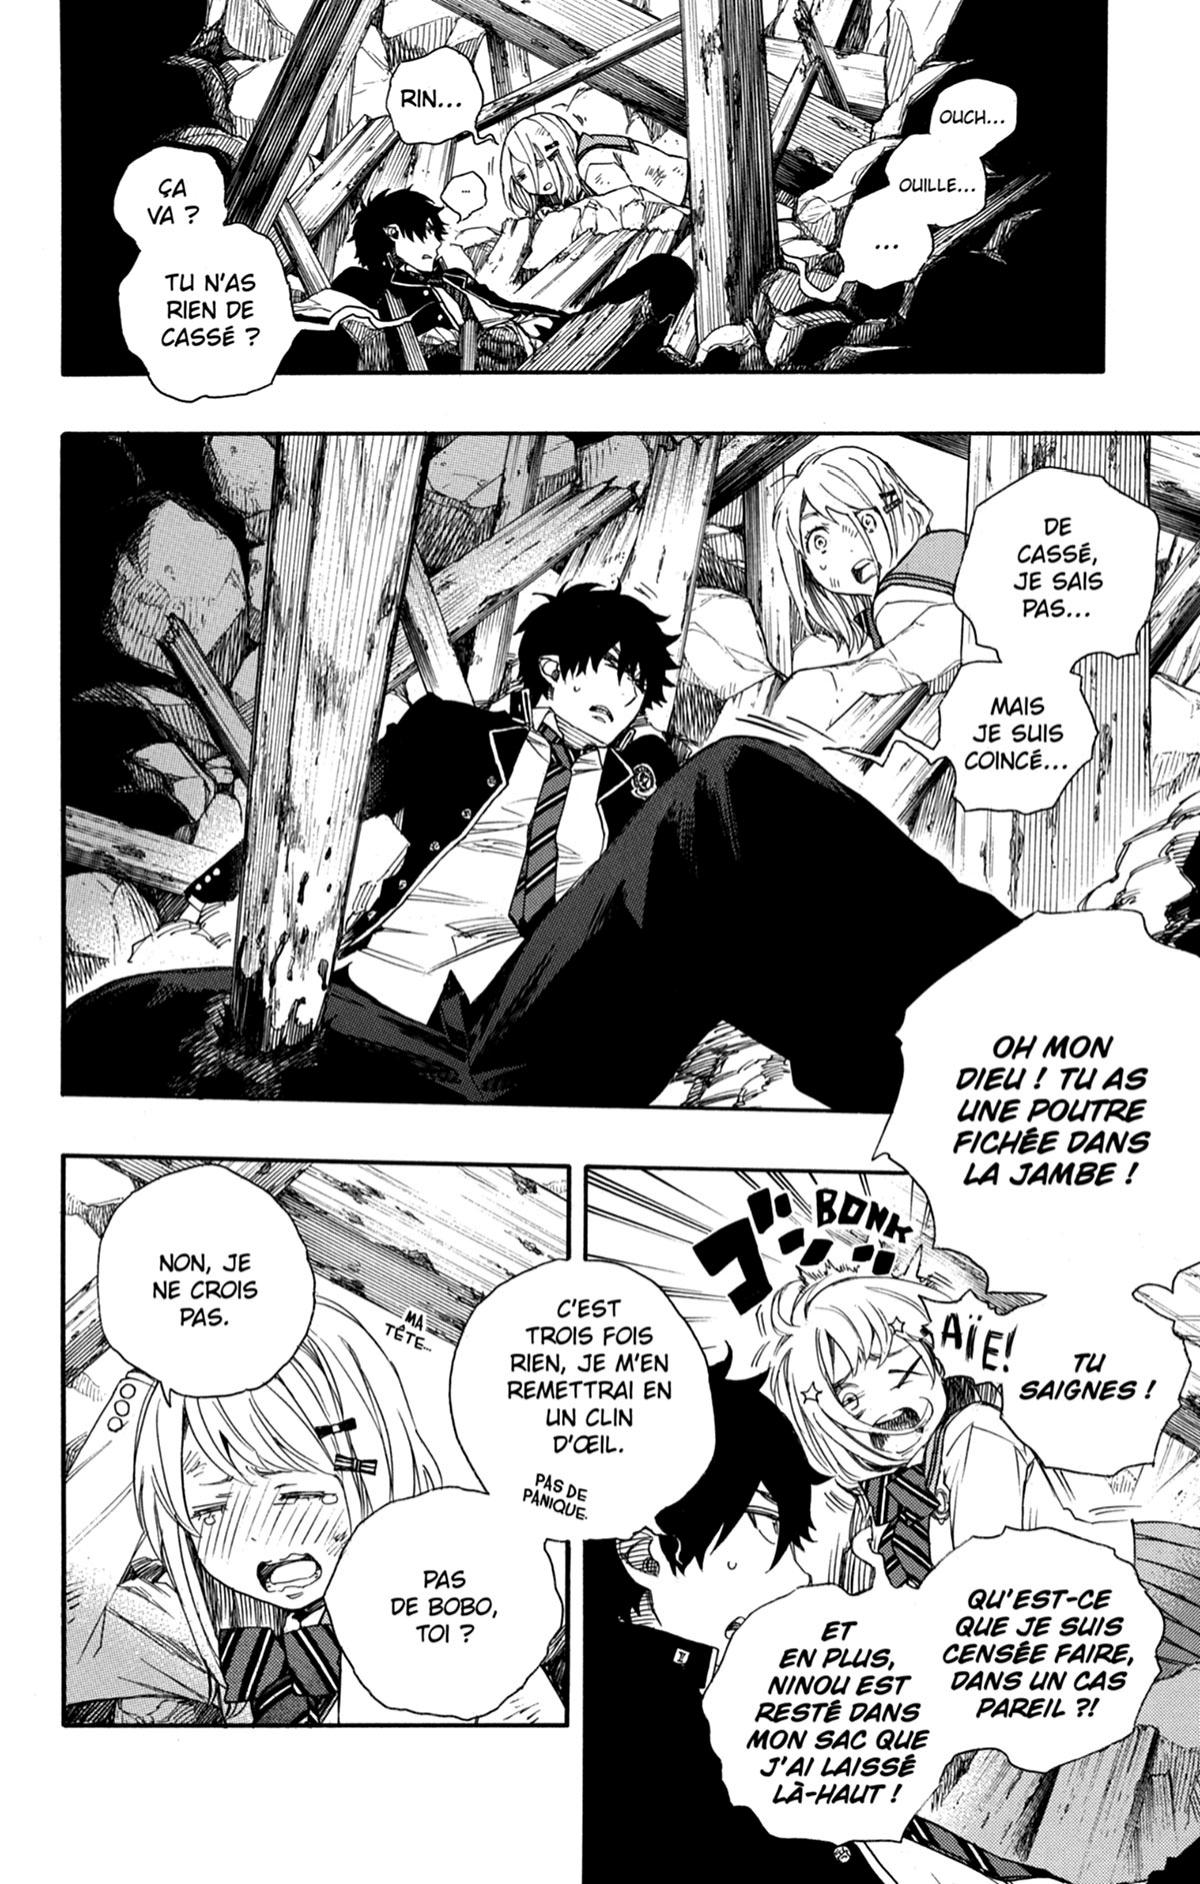 OUCH...
OUILLE...
...
RIN...
...
ÇA
VA ?
TU N'AS
RIEN DE
CASSÉ ?
DE
CASSÉ,
JE SAIS
PAS...
MAIS
JE SUIS
COINCÉ...
OH MON
DIEU ! TU AS
UNE POUTRE
FICHÉE DANS
LA JAMBE !
TU
SAIGNES !
ゴンッ
BONK
AÏE!
QU'EST-CE
QUE JE SUIS
CENSÉE FAIRE,
DANS UN CAS
PAREIL ?!
ET
EN PLUS,
NINOU EST
RESTÉ DANS
MON SAC QUE
J'AI LAISSÉ
LÀ-HAUT !
C'EST
TROIS FOIS
RIEN, JE M'EN
REMETTRAI EN
UN CLIN
D'ŒIL.
PAS DE
PANIQUE.
PAS
DE BOBO,
TOI ?
NON, JE
NE CROIS
PAS.
MA
TÊTE...